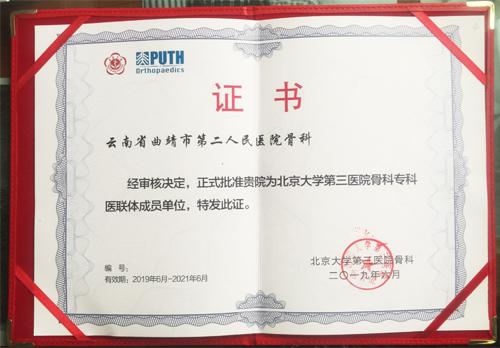 PUTH
Orthopaedics
证书
云南省曲靖市第二人民医院骨科
经审核决定，正式批准贵院为北京大学第三医院骨科专科
医联体成员单位，特发此证。
北京大学第三医院骨科
编 号：
二〇一九年六月
有效期：2019年6月-2021年6月